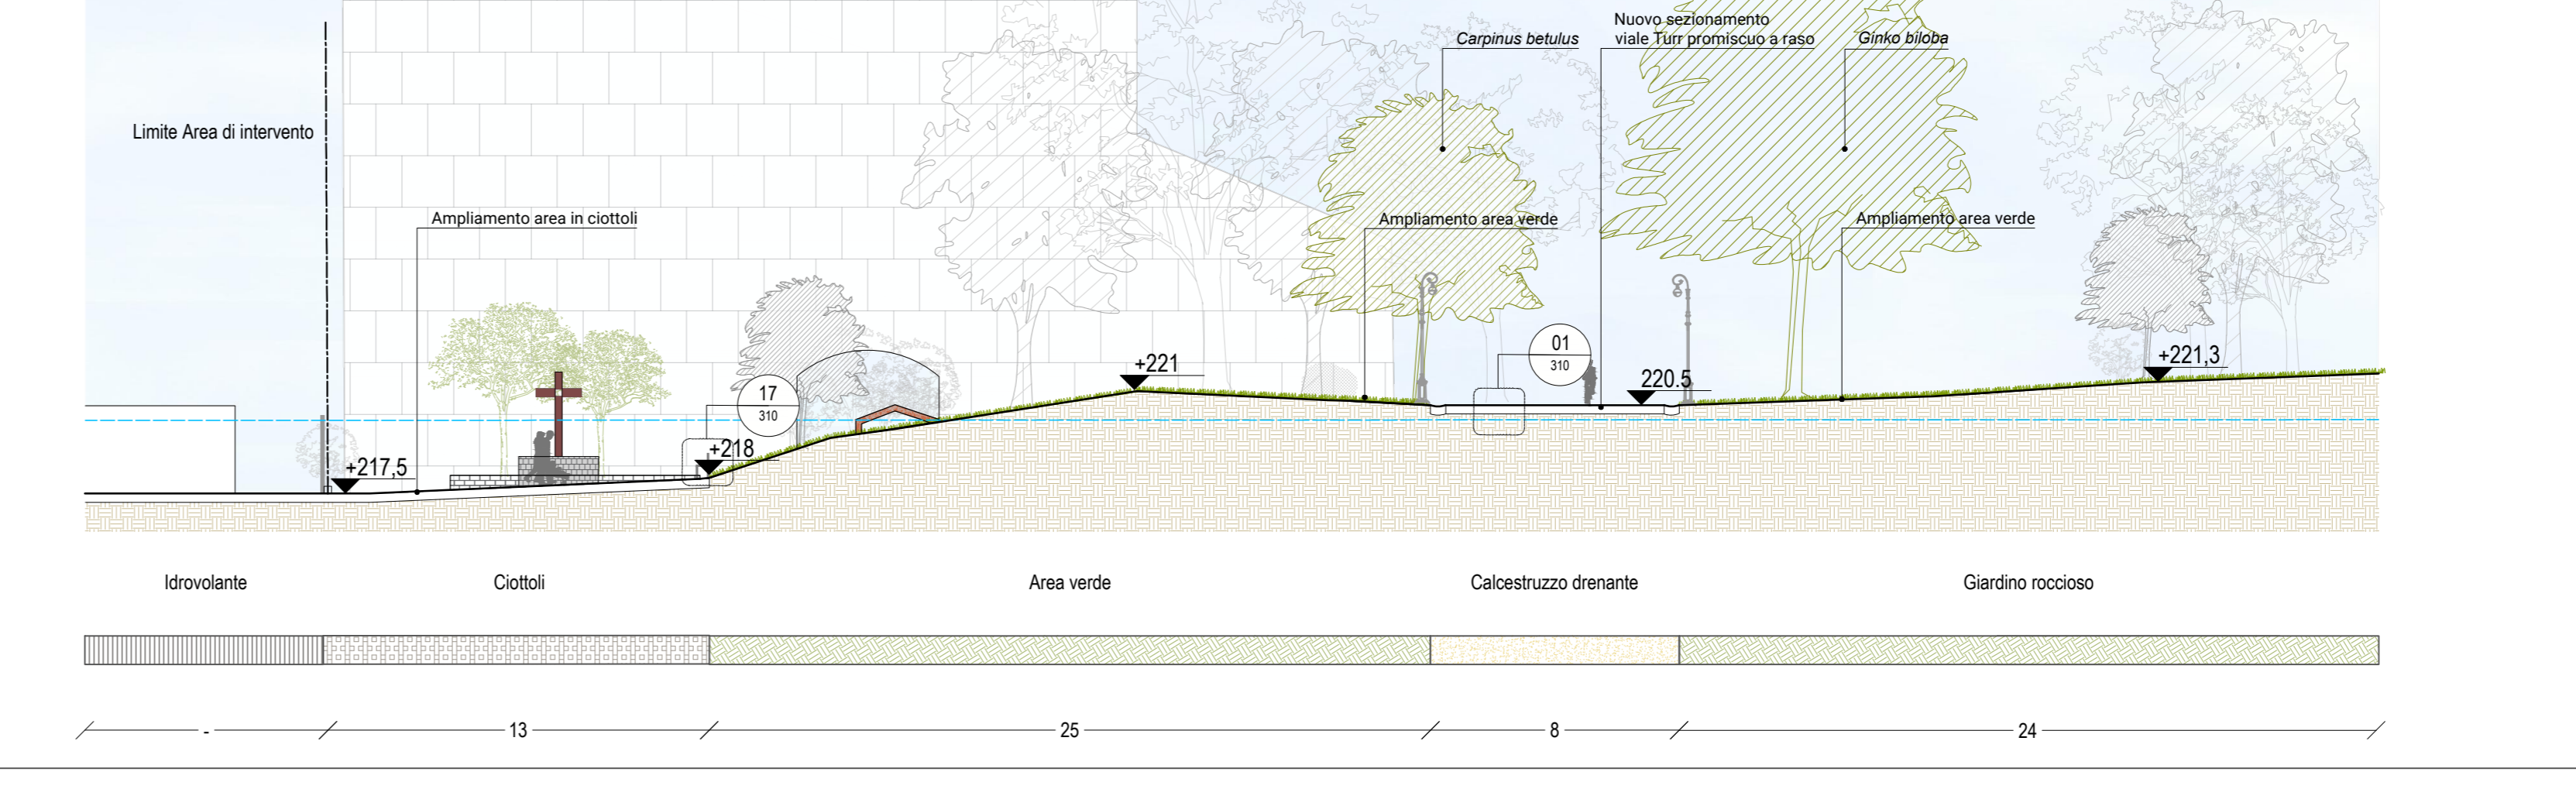 Nuovo sezionamento
Carpinus betulus
viale Türr promiscuo a raso
Ginko biloba
Limite Area di intervento
Ampliamento area in ciottoli
Ampliamento area verde
Ampliamento area verde
01
310
+221
+221,3
220.5
17
310
+218
+217,5
Idrovolante
Ciottoli
Area verde
Calcestruzzo drenante
Giardino roccioso
-
13
25
8
24